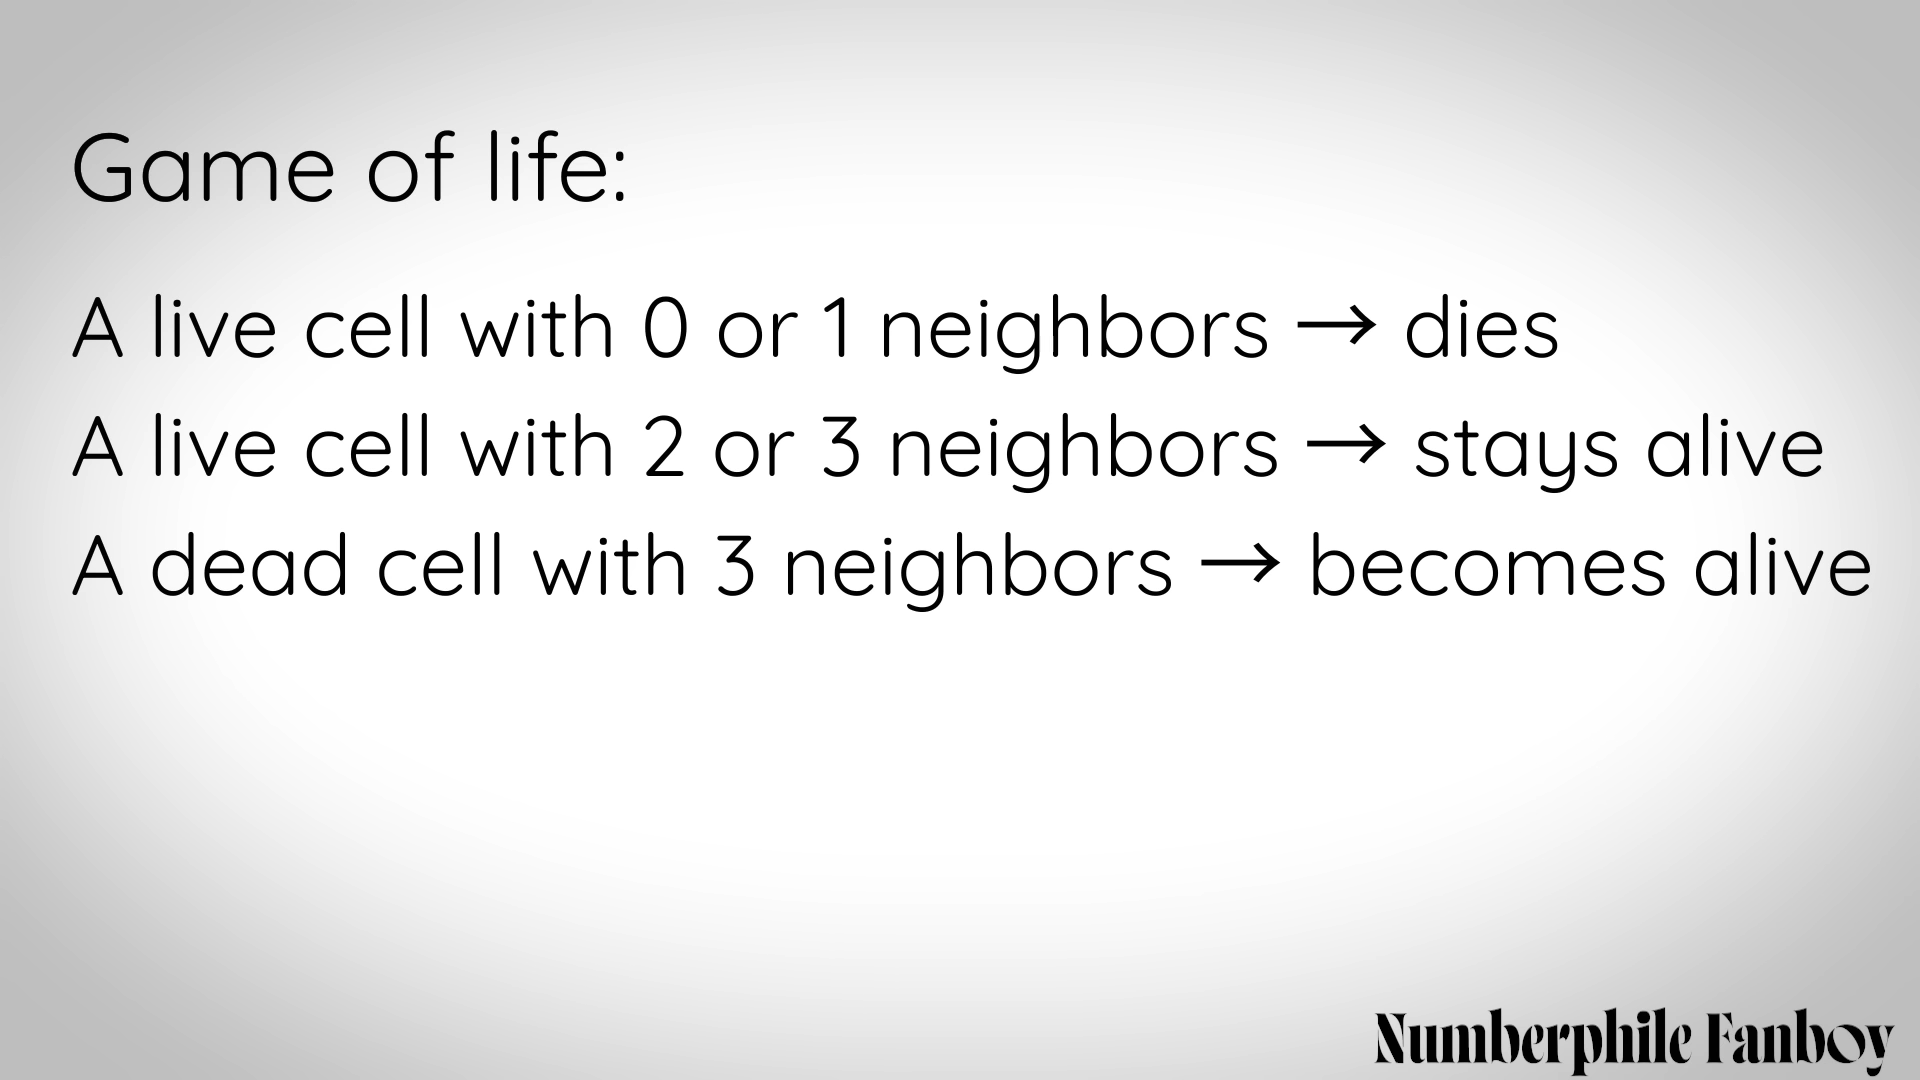 Game of life:
A live cell with 0 or 1 neighbors → dies
A live cell with 2 or 3 neighbors → stays alive
A dead cell with 3 neighbors → becomes alive
Numberphile Fanboy